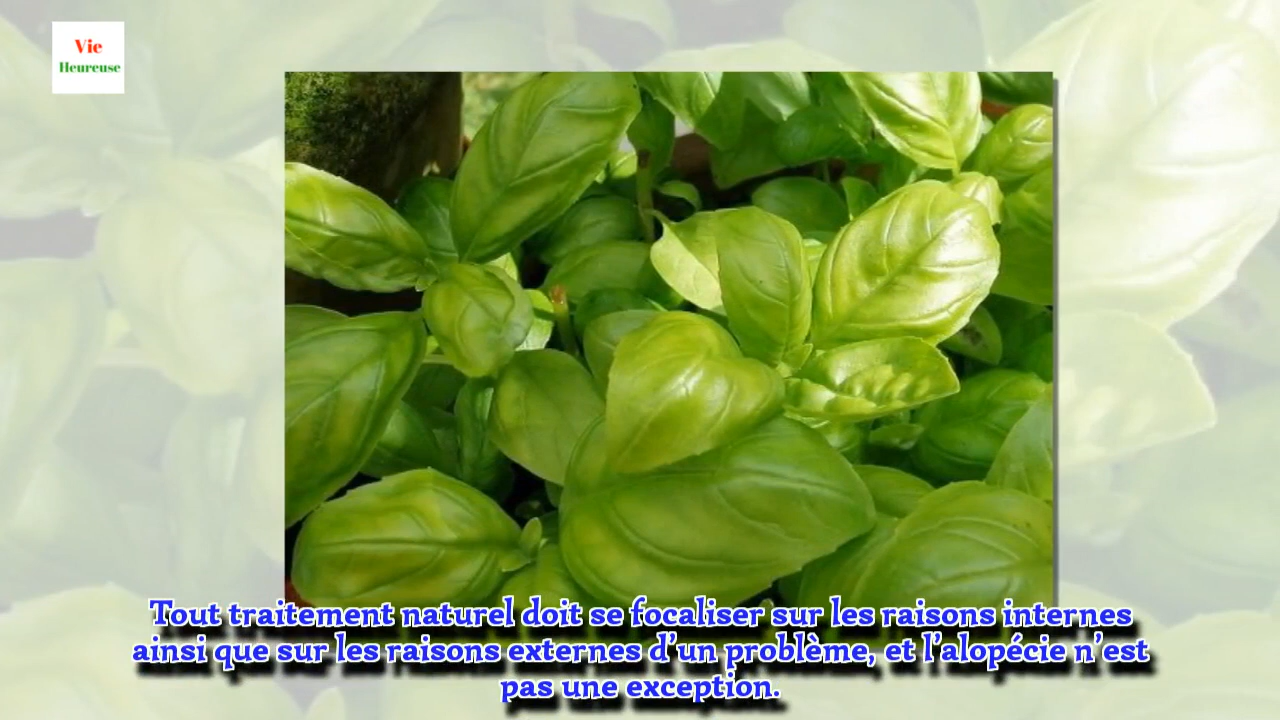 Vie
Heureuse
Tout traitement naturel doit se focaliser sur les raisons internes
ainsi que sur les raisons externes d'un problème, et l'alopécie n'est
pas une exception.